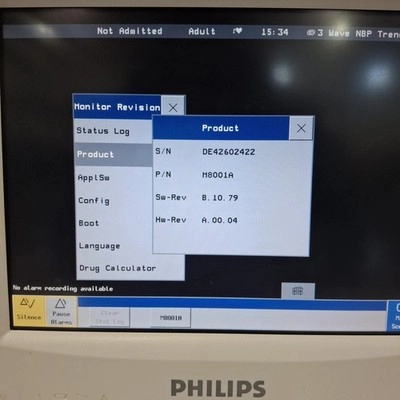 Not Admitted Adult 15:34 3 Wave NBP Tren
Monitor Revision
Status Log
Product
ApplSw
Config
Boot
Language
Drug Calculator
Product
S/N DE42602422
P/N M8001A
Sw-Rev B.10.79
Hw-Rev A.00.04
No alarm recording available
Silence
Pause
Alarms
Clear
M8001A
PHILIPS